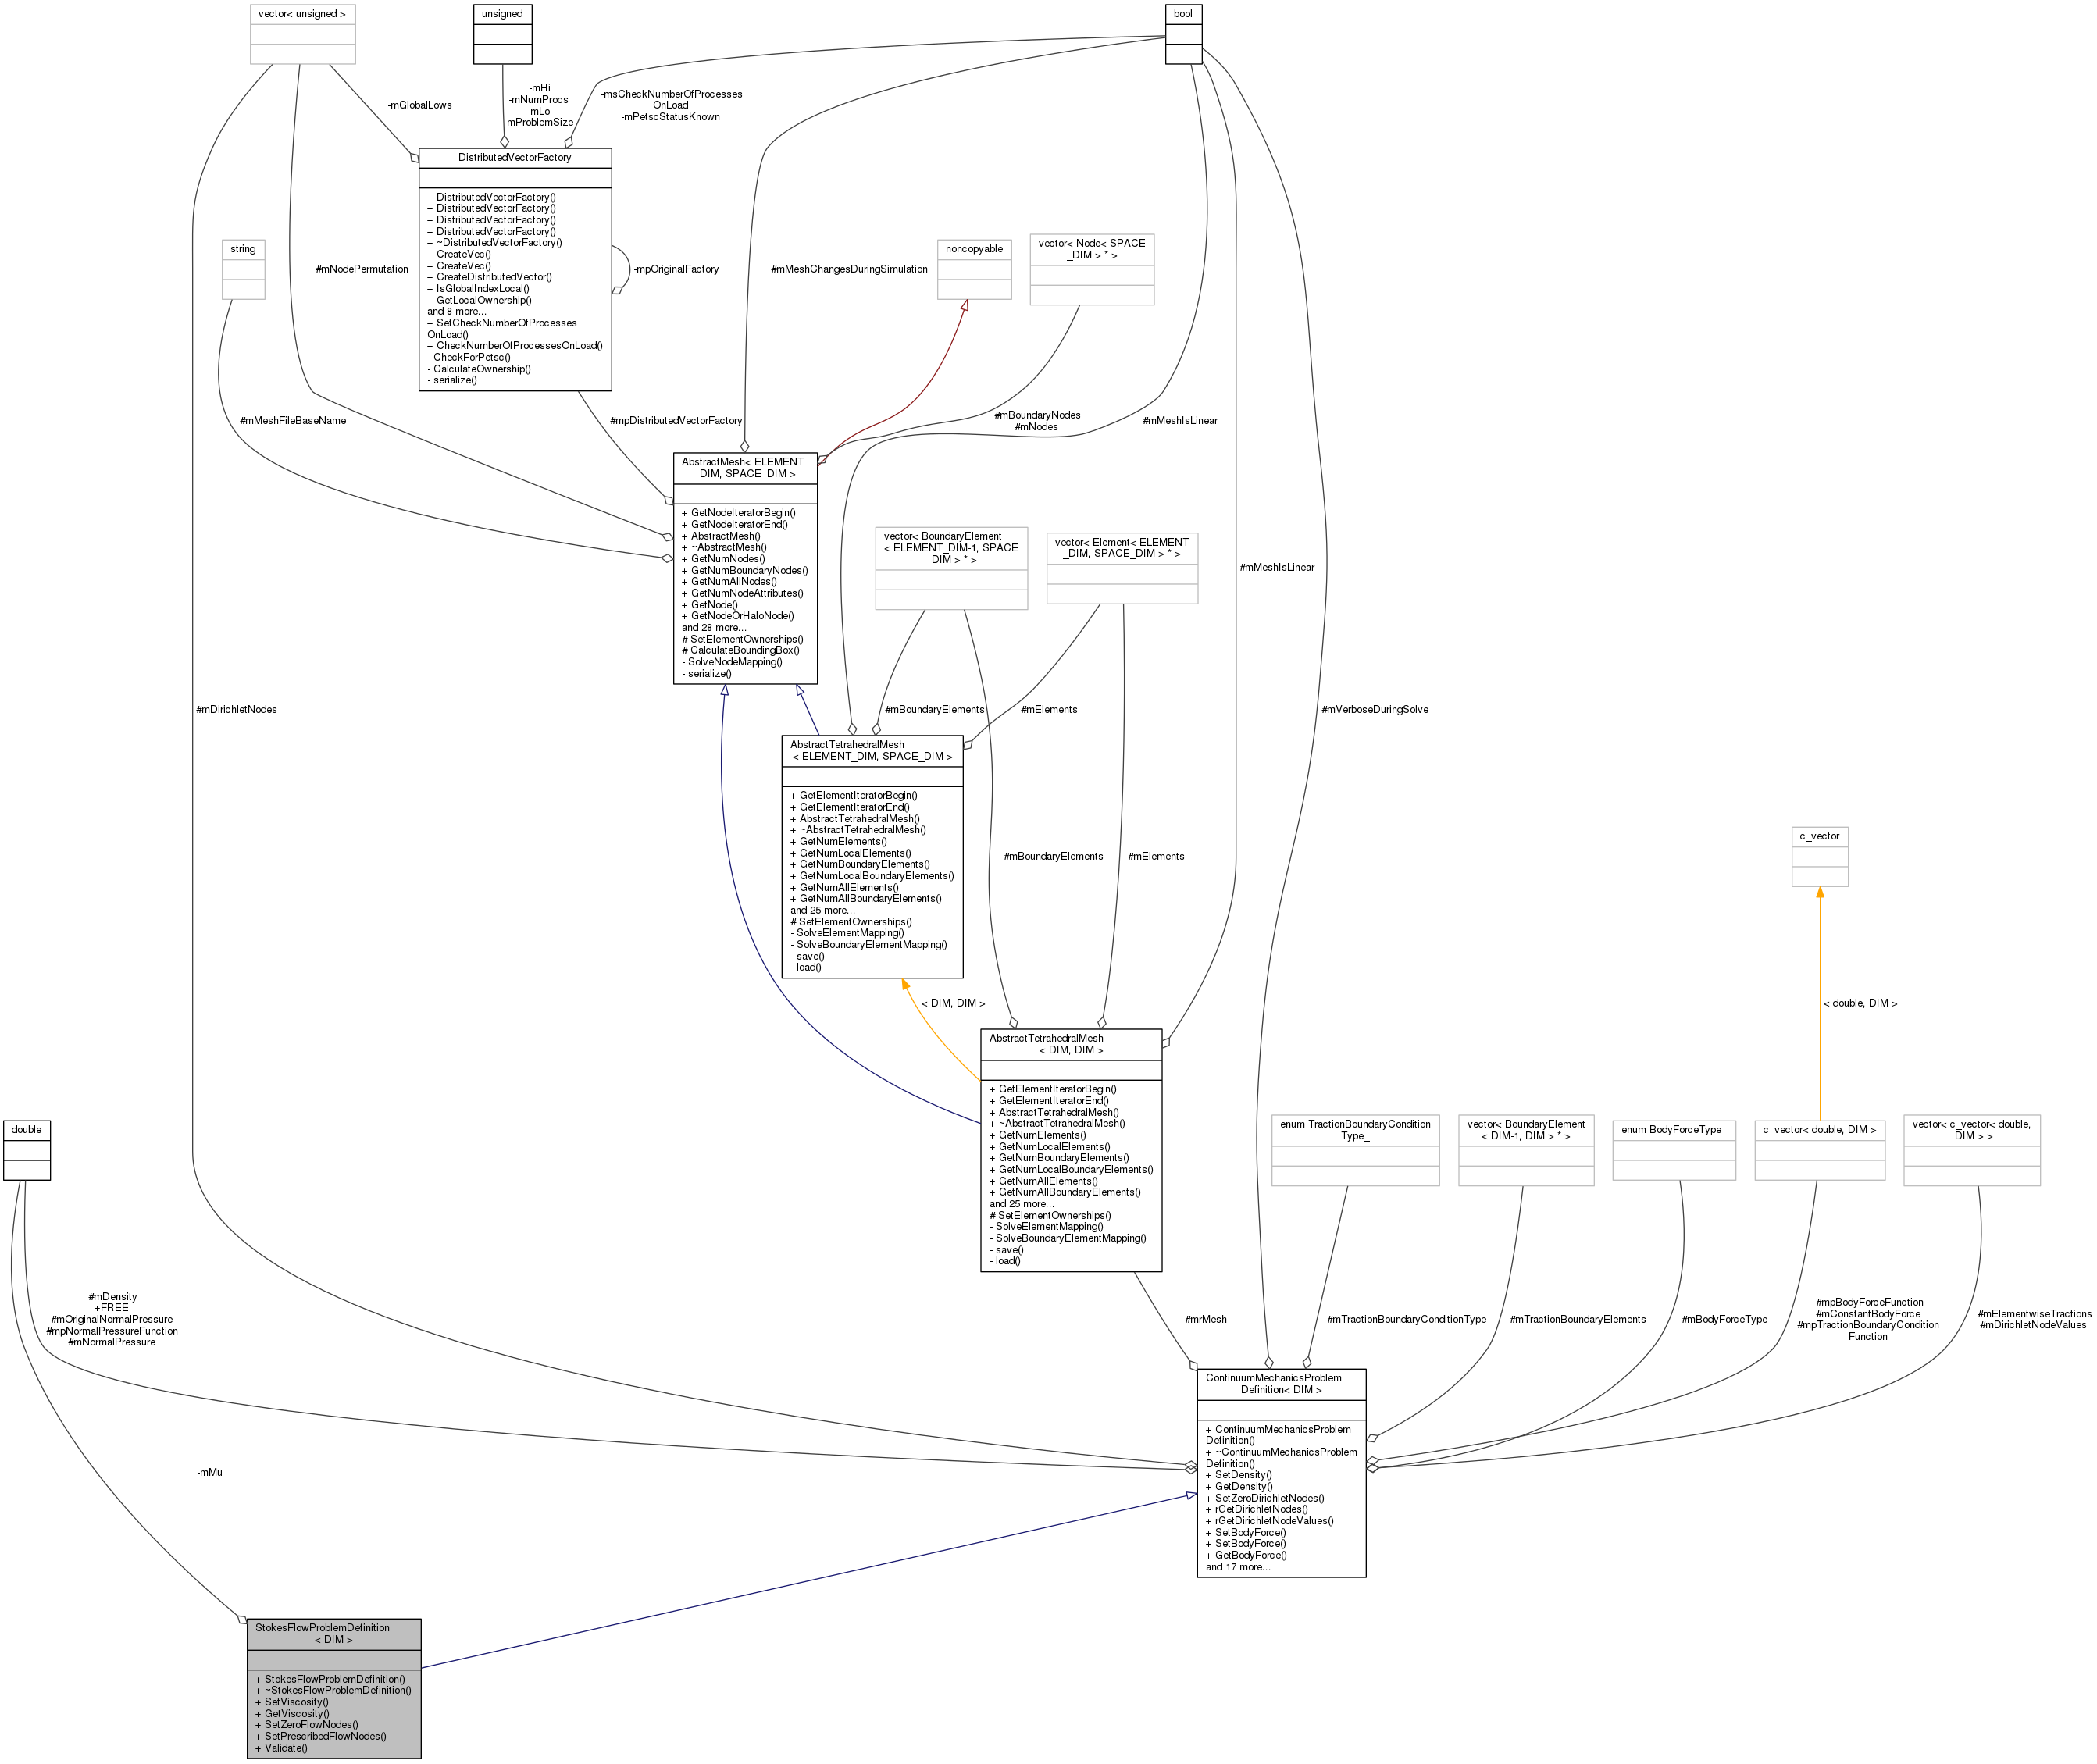 vector< unsigned >
unsigned
bool
-mGlobalLows
-mHi
-mNumProcs
-mLo
-mProblemSize
-msCheckNumberOfProcesses
OnLoad
-mPetscStatusKnown
DistributedVectorFactory
+ DistributedVectorFactory()
+ DistributedVectorFactory()
+ DistributedVectorFactory()
+ DistributedVectorFactory()
+ ~DistributedVectorFactory()
+ CreateVec()
+ CreateVec()
+ CreateDistributedVector()
+ IsGlobalIndexLocal()
+ GetLocalOwnership()
and 8 more...
+ SetCheckNumberOfProcesses
OnLoad()
+ CheckNumberOfProcessesOnLoad()
- CheckForPetsc()
- CalculateOwnership()
- serialize()
string
#mNodePermutation
-mpOriginalFactory
#mMeshChangesDuringSimulation
noncopyable
vector< Node< SPACE
_DIM > * >
#mMeshFileBaseName
#mpDistributedVectorFactory
#mBoundaryNodes
#mNodes
#mMeshIsLinear
AbstractMesh< ELEMENT
_DIM, SPACE_DIM >
+ GetNodeIteratorBegin()
+ GetNodeIteratorEnd()
+ AbstractMesh()
+ ~AbstractMesh()
+ GetNumNodes()
+ GetNumBoundaryNodes()
+ GetNumAllNodes()
+ GetNumNodeAttributes()
+ GetNode()
+ GetNodeOrHaloNode()
and 28 more...
# SetElementOwnerships()
# CalculateBoundingBox()
- SolveNodeMapping()
- serialize()
vector< BoundaryElement
< ELEMENT_DIM-1, SPACE
_DIM > * >
vector< Element< ELEMENT
_DIM, SPACE_DIM > * >
#mMeshIsLinear
#mDirichletNodes
#mBoundaryElements
#mElements
#mVerboseDuringSolve
AbstractTetrahedralMesh
< ELEMENT_DIM, SPACE_DIM >
+ GetElementIteratorBegin()
+ GetElementIteratorEnd()
+ AbstractTetrahedralMesh()
+ ~AbstractTetrahedralMesh()
+ GetNumElements()
+ GetNumLocalElements()
+ GetNumBoundaryElements()
+ GetNumLocalBoundaryElements()
+ GetNumAllElements()
+ GetNumAllBoundaryElements()
and 25 more...
# SetElementOwnerships()
- SolveElementMapping()
- SolveBoundaryElementMapping()
- save()
- load()
#mBoundaryElements
#mElements
c_vector
< DIM, DIM >
< double, DIM >
AbstractTetrahedralMesh
< DIM, DIM >
+ GetElementIteratorBegin()
+ GetElementIteratorEnd()
+ AbstractTetrahedralMesh()
+ ~AbstractTetrahedralMesh()
+ GetNumElements()
+ GetNumLocalElements()
+ GetNumBoundaryElements()
+ GetNumLocalBoundaryElements()
+ GetNumAllElements()
+ GetNumAllBoundaryElements()
and 25 more...
# SetElementOwnerships()
- SolveElementMapping()
- SolveBoundaryElementMapping()
- save()
- load()
double
enum TractionBoundaryCondition
Type_
vector< BoundaryElement
< DIM-1, DIM > * >
enum BodyForceType_
c_vector< double, DIM >
vector< c_vector< double,
DIM > >
#mDensity
+FREE
#mOriginalNormalPressure
#mpNormalPressureFunction
#mNormalPressure
#mrMesh
#mTractionBoundaryConditionType
#mTractionBoundaryElements
#mBodyForceType
#mpBodyForceFunction
#mConstantBodyForce
#mpTractionBoundaryCondition
Function
#mElementwiseTractions
#mDirichletNodeValues
ContinuumMechanicsProblem
Definition< DIM >
+ ContinuumMechanicsProblem
Definition()
+ ~ContinuumMechanicsProblem
Definition()
+ SetDensity()
+ GetDensity()
+ SetZeroDirichletNodes()
+ rGetDirichletNodes()
+ rGetDirichletNodeValues()
+ SetBodyForce()
+ SetBodyForce()
+ GetBodyForce()
and 17 more...
-mMu
StokesFlowProblemDefinition
< DIM >
+ StokesFlowProblemDefinition()
+ ~StokesFlowProblemDefinition()
+ SetViscosity()
+ GetViscosity()
+ SetZeroFlowNodes()
+ SetPrescribedFlowNodes()
+ Validate()